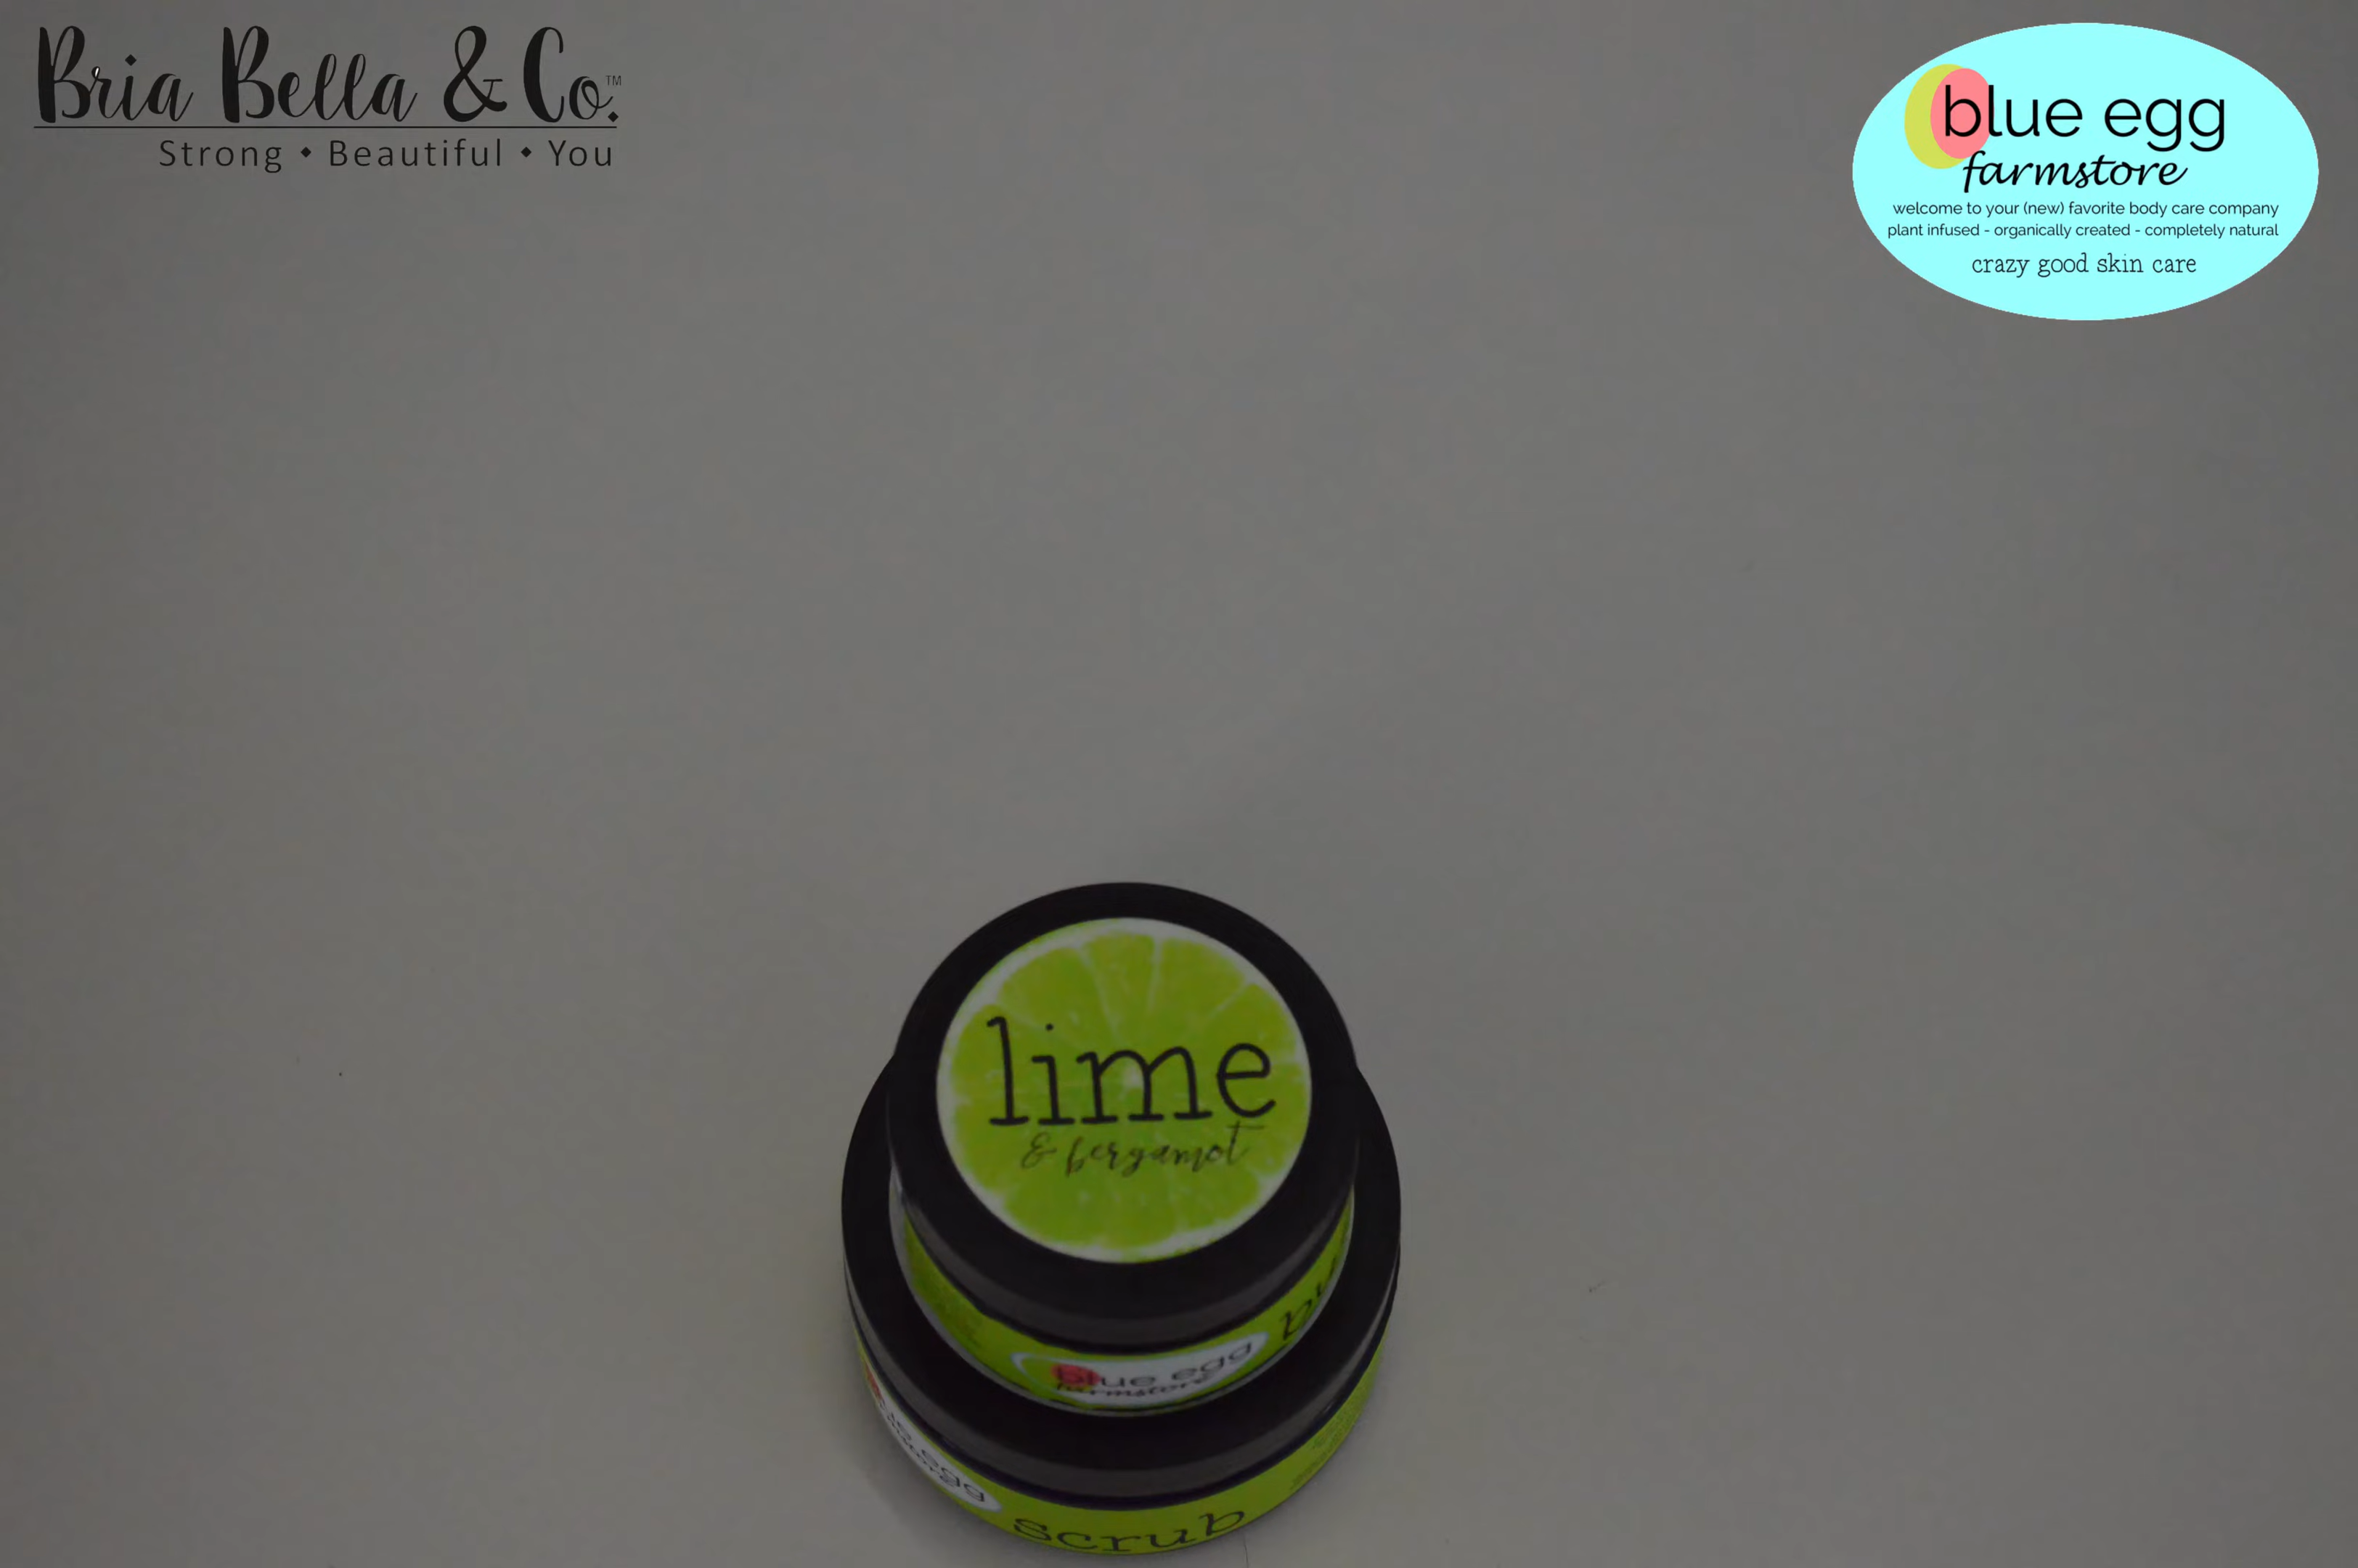 Bria Bella & Co.™
Strong • Beautiful • You
blue egg
farmstore
welcome to your (new) favorite body care company
plant infused - organically created - completely natural
crazy good skin care
lime
& bergamot
blue egg
farmstore
egg
scrub